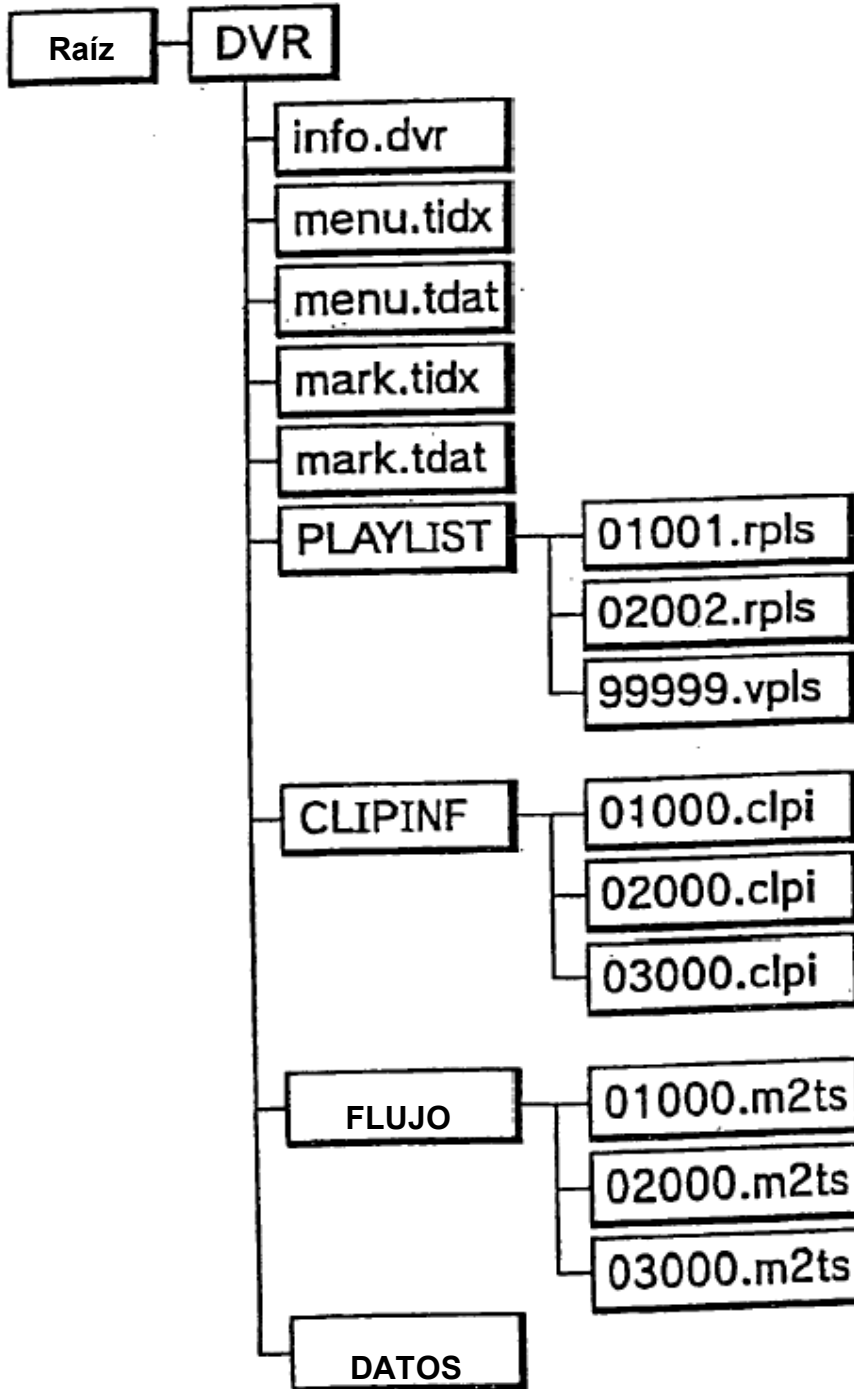 Raíz
DVR
info.dvr
menu.tidx
menu.tdat
mark.tidx
mark.tdat
PLAYLIST
01001.rpls
02002.rpls
99999.vpls
CLIPINF
01000.clpi
02000.clpi
03000.clpi
FLUJO
01000.m2ts
02000.m2ts
03000.m2ts
DATOS